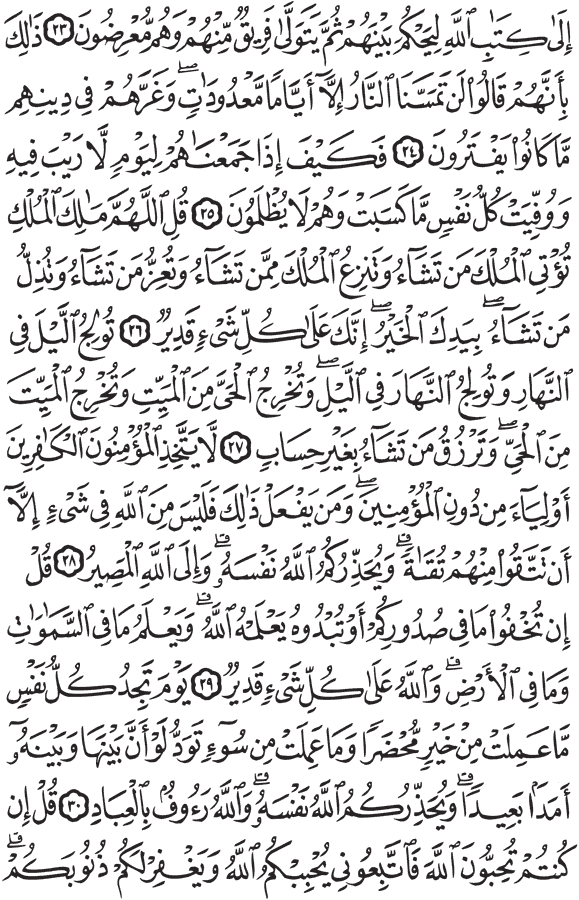 إِلَىٰ كِتَٰبِ ٱللَّهِ لِيَحْكُمَ بَيْنَهُمْ ثُمَّ يَتَوَلَّىٰ فَرِيقٌ مِّنْهُمْ وَهُم مُّعْرِضُونَ ٢٣ ذَٰلِكَ
بِأَنَّهُمْ قَالُوا۟ لَن تَمَسَّنَا ٱلنَّارُ إِلَّآ أَيَّامًا مَّعْدُودَٰتٍ ۖ وَغَرَّهُمْ فِى دِينِهِم
مَّا كَانُوا۟ يَفْتَرُونَ ٢٤ فَكَيْفَ إِذَا جَمَعْنَٰهُمْ لِيَوْمٍ لَّا رَيْبَ فِيهِ
وَوُفِّيَتْ كُلُّ نَفْسٍ مَّا كَسَبَتْ وَهُمْ لَا يُظْلَمُونَ ٢٥ قُلِ ٱللَّهُمَّ مَٰلِكَ ٱلْمُلْكِ
تُؤْتِى ٱلْمُلْكَ مَن تَشَآءُ وَتَنزِعُ ٱلْمُلْكَ مِمَّن تَشَآءُ وَتُعِزُّ مَن تَشَآءُ وَتُذِلُّ
مَن تَشَآءُ ۖ بِيَدِكَ ٱلْخَيْرُ ۖ إِنَّكَ عَلَىٰ كُلِّ شَىْءٍ قَدِيرٌ ٢٦ تُولِجُ ٱلَّيْلَ فِى
ٱلنَّهَارِ وَتُولِجُ ٱلنَّهَارَ فِى ٱلَّيْلِ ۖ وَتُخْرِجُ ٱلْحَىَّ مِنَ ٱلْمَيِّتِ وَتُخْرِجُ ٱلْمَيِّتَ
مِنَ ٱلْحَىِّ ۖ وَتَرْزُقُ مَن تَشَآءُ بِغَيْرِ حِسَابٍ ٢٧ لَّا يَتَّخِذِ ٱلْمُؤْمِنُونَ ٱلْكَٰفِرِينَ
أَوْلِيَآءَ مِن دُونِ ٱلْمُؤْمِنِينَ ۖ وَمَن يَفْعَلْ ذَٰلِكَ فَلَيْسَ مِنَ ٱللَّهِ فِى شَىْءٍ إِلَّآ
أَن تَتَّقُوا۟ مِنْهُمْ تُقَىٰةً ۗ وَيُحَذِّرُكُمُ ٱللَّهُ نَفْسَهُۥ ۗ وَإِلَى ٱللَّهِ ٱلْمَصِيرُ ٢٨ قُلْ
إِن تُخْفُوا۟ مَا فِى صُدُورِكُمْ أَوْ تُبْدُوهُ يَعْلَمْهُ ٱللَّهُ ۗ وَيَعْلَمُ مَا فِى ٱلسَّمَٰوَٰتِ
وَمَا فِى ٱلْأَرْضِ ۗ وَٱللَّهُ عَلَىٰ كُلِّ شَىْءٍ قَدِيرٌ ٢٩ يَوْمَ تَجِدُ كُلُّ نَفْسٍ
مَّا عَمِلَتْ مِنْ خَيْرٍ مُّحْضَرًا وَمَا عَمِلَتْ مِن سُوٓءٍ تَوَدُّ لَوْ أَنَّ بَيْنَهَا وَبَيْنَهُۥٓ
أَمَدًۢا بَعِيدًا ۗ وَيُحَذِّرُكُمُ ٱللَّهُ نَفْسَهُۥ ۗ وَٱللَّهُ رَءُوفٌۢ بِٱلْعِبَادِ ٣٠ قُلْ إِن
كُنتُمْ تُحِبُّونَ ٱللَّهَ فَٱتَّبِعُونِى يُحْبِبْكُمُ ٱللَّهُ وَيَغْفِرْ لَكُمْ ذُنُوبَكُمْ ۗ